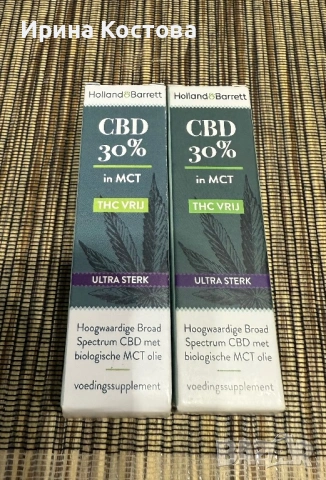 Ирина Костова
Holland&Barrett
CBD
30%
in MCT
THC VRIJ
ULTRA STERK
Hoogwaardige Broad
Spectrum CBD met
biologische MCT olie
voedingssupplement
Holland&Barrett
CBD
30%
in MCT
THC VRIJ
ULTRA STERK
Hoogwaardige Broad
Spectrum CBD met
biologische MCT olie
voedingssupplement